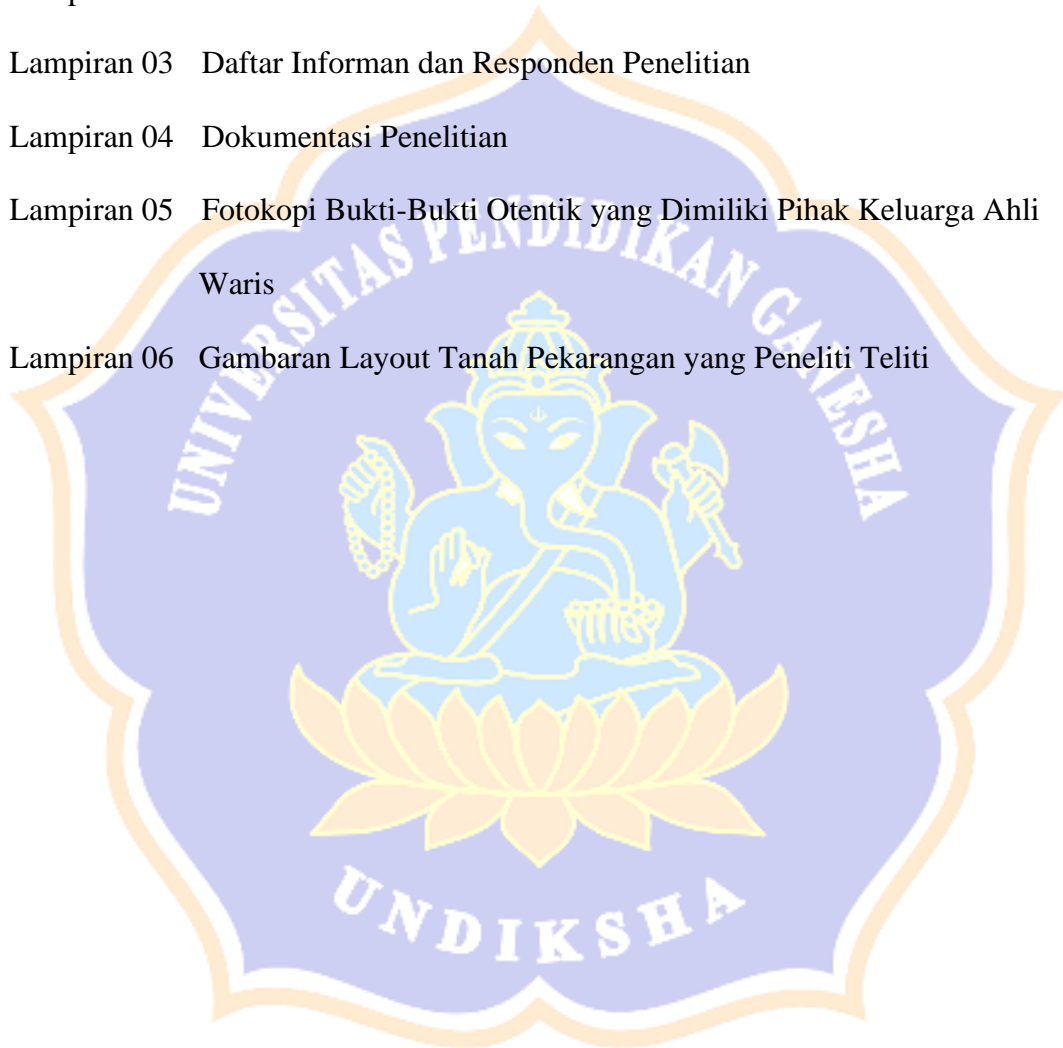 Lampiran 03 Daftar Informan dan Responden Penelitian
Lampiran 04 Dokumentasi Penelitian
Lampiran 05 Fotokopi Bukti-Bukti Otentik yang Dimiliki Pihak Keluarga Ahli
Waris
Lampiran 06 Gambaran Layout Tanah Pekarangan yang Peneliti Teliti
UNIVERSITAS PENDIDIKAN GANESHA
UNDIKSHA